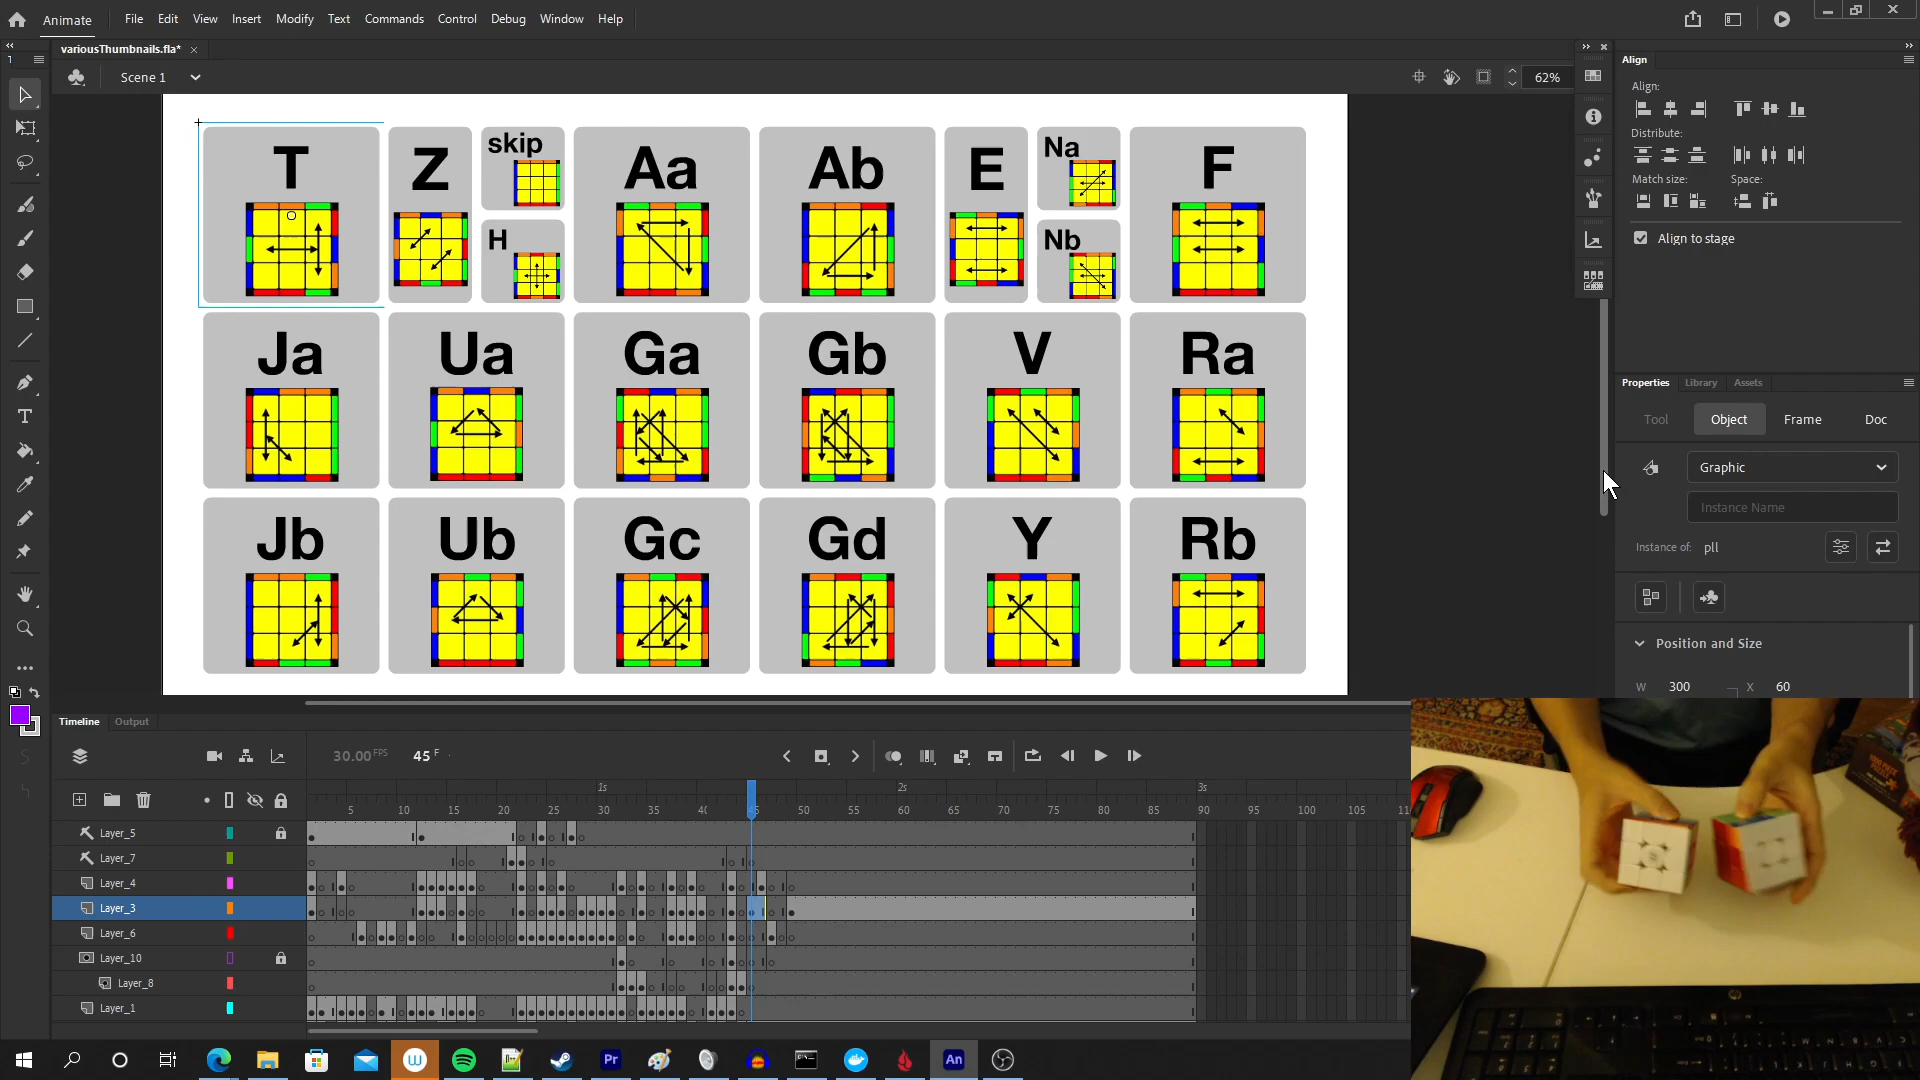 Animate File Edit View Insert Modify Text Commands Control Debug Window Help
variousThumbnails.fla*
1
Scene 1
62%
T Z skip Aa Ab E Na F
H Nb
Ja Ua Ga Gb V Ra
Jb Ub Gc Gd Y Rb
Align
Align:
Distribute:
Match size: Space:
Align to stage
Properties Library Assets
Tool Object Frame Doc
Graphic
Instance Name
Instance of: pll
Position and Size
W 300 X 60
Timeline Output
30.00 FPS 45 F
1s 2s 3s
5 10 15 20 25 30 35 40 45 50 55 60 65 70 75 80 85 90 95 100 105
Layer_5
Layer_7
Layer_4
Layer_3
Layer_6
Layer_10
Layer_8
Layer_1
W Pr An